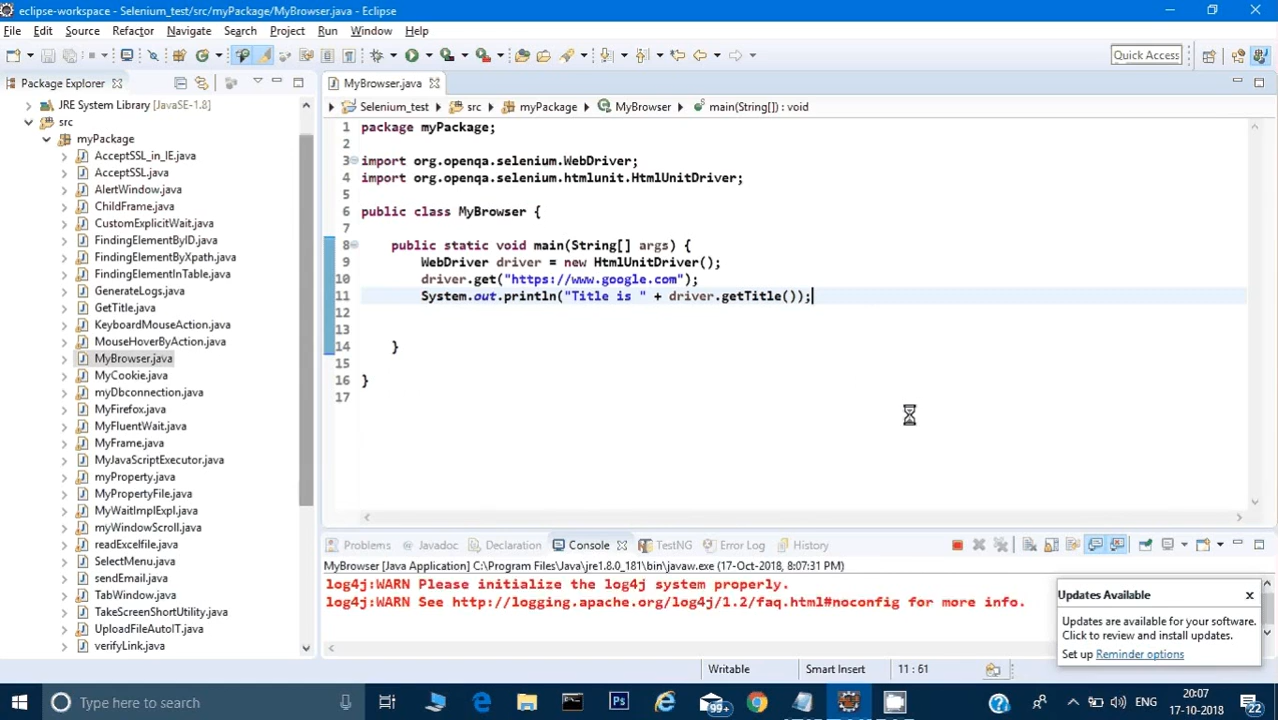 eclipse-workspace - Selenium_test/src/myPackage/MyBrowser.java - Eclipse
File Edit Source Refactor Navigate Search Project Run Window Help
Quick Access
Package Explorer
JRE System Library [JavaSE-1.8]
src
myPackage
AcceptSSL_in_IE.java
AcceptSSL.java
AlertWindow.java
ChildFrame.java
CustomExplicitWait.java
FindingElementByID.java
FindingElementByXpath.java
FindingElementInTable.java
GenerateLogs.java
GetTitle.java
KeyboardMouseAction.java
MouseHoverByAction.java
MyBrowser.java
MyCookie.java
myDbconnection.java
MyFirefox.java
MyFluentWait.java
MyFrame.java
MyJavaScriptExecutor.java
myProperty.java
MyPropertyFile.java
MyWaitImpl.java
myWindowScroll.java
readExcelfile.java
SelectMenu.java
sendEmail.java
TabWindow.java
TakeScreenShortUtility.java
UploadFileAutoIT.java
verifyLink.java
MyBrowser.java
Selenium_test src myPackage MyBrowser main(String[]) : void
1 package myPackage;
2
3 import org.openqa.selenium.WebDriver;
4 import org.openqa.selenium.htmlunit.HtmlUnitDriver;
5
6 public class MyBrowser {
7
8 public static void main(String[] args) {
9 WebDriver driver = new HtmlUnitDriver();
10 driver.get("https://www.google.com");
11 System.out.println("Title is " + driver.getTitle());
12
13
14 }
15
16 }
17
Problems Javadoc Declaration Console TestNG Error Log History
MyBrowser [Java Application] C:\Program Files\Java\jre1.8.0_181\bin\javaw.exe (17-Oct-2018, 8:07:31 PM)
log4j:WARN Please initialize the log4j system properly.
log4j:WARN See http://logging.apache.org/log4j/1.2/faq.html#noconfig for more info.
Updates Available
Updates are available for your software.
Click to review and install updates.
Set up Reminder options
Writable Smart Insert 11 : 61
Type here to search
Ps
99+
ENG
20:07
17-10-2018
22